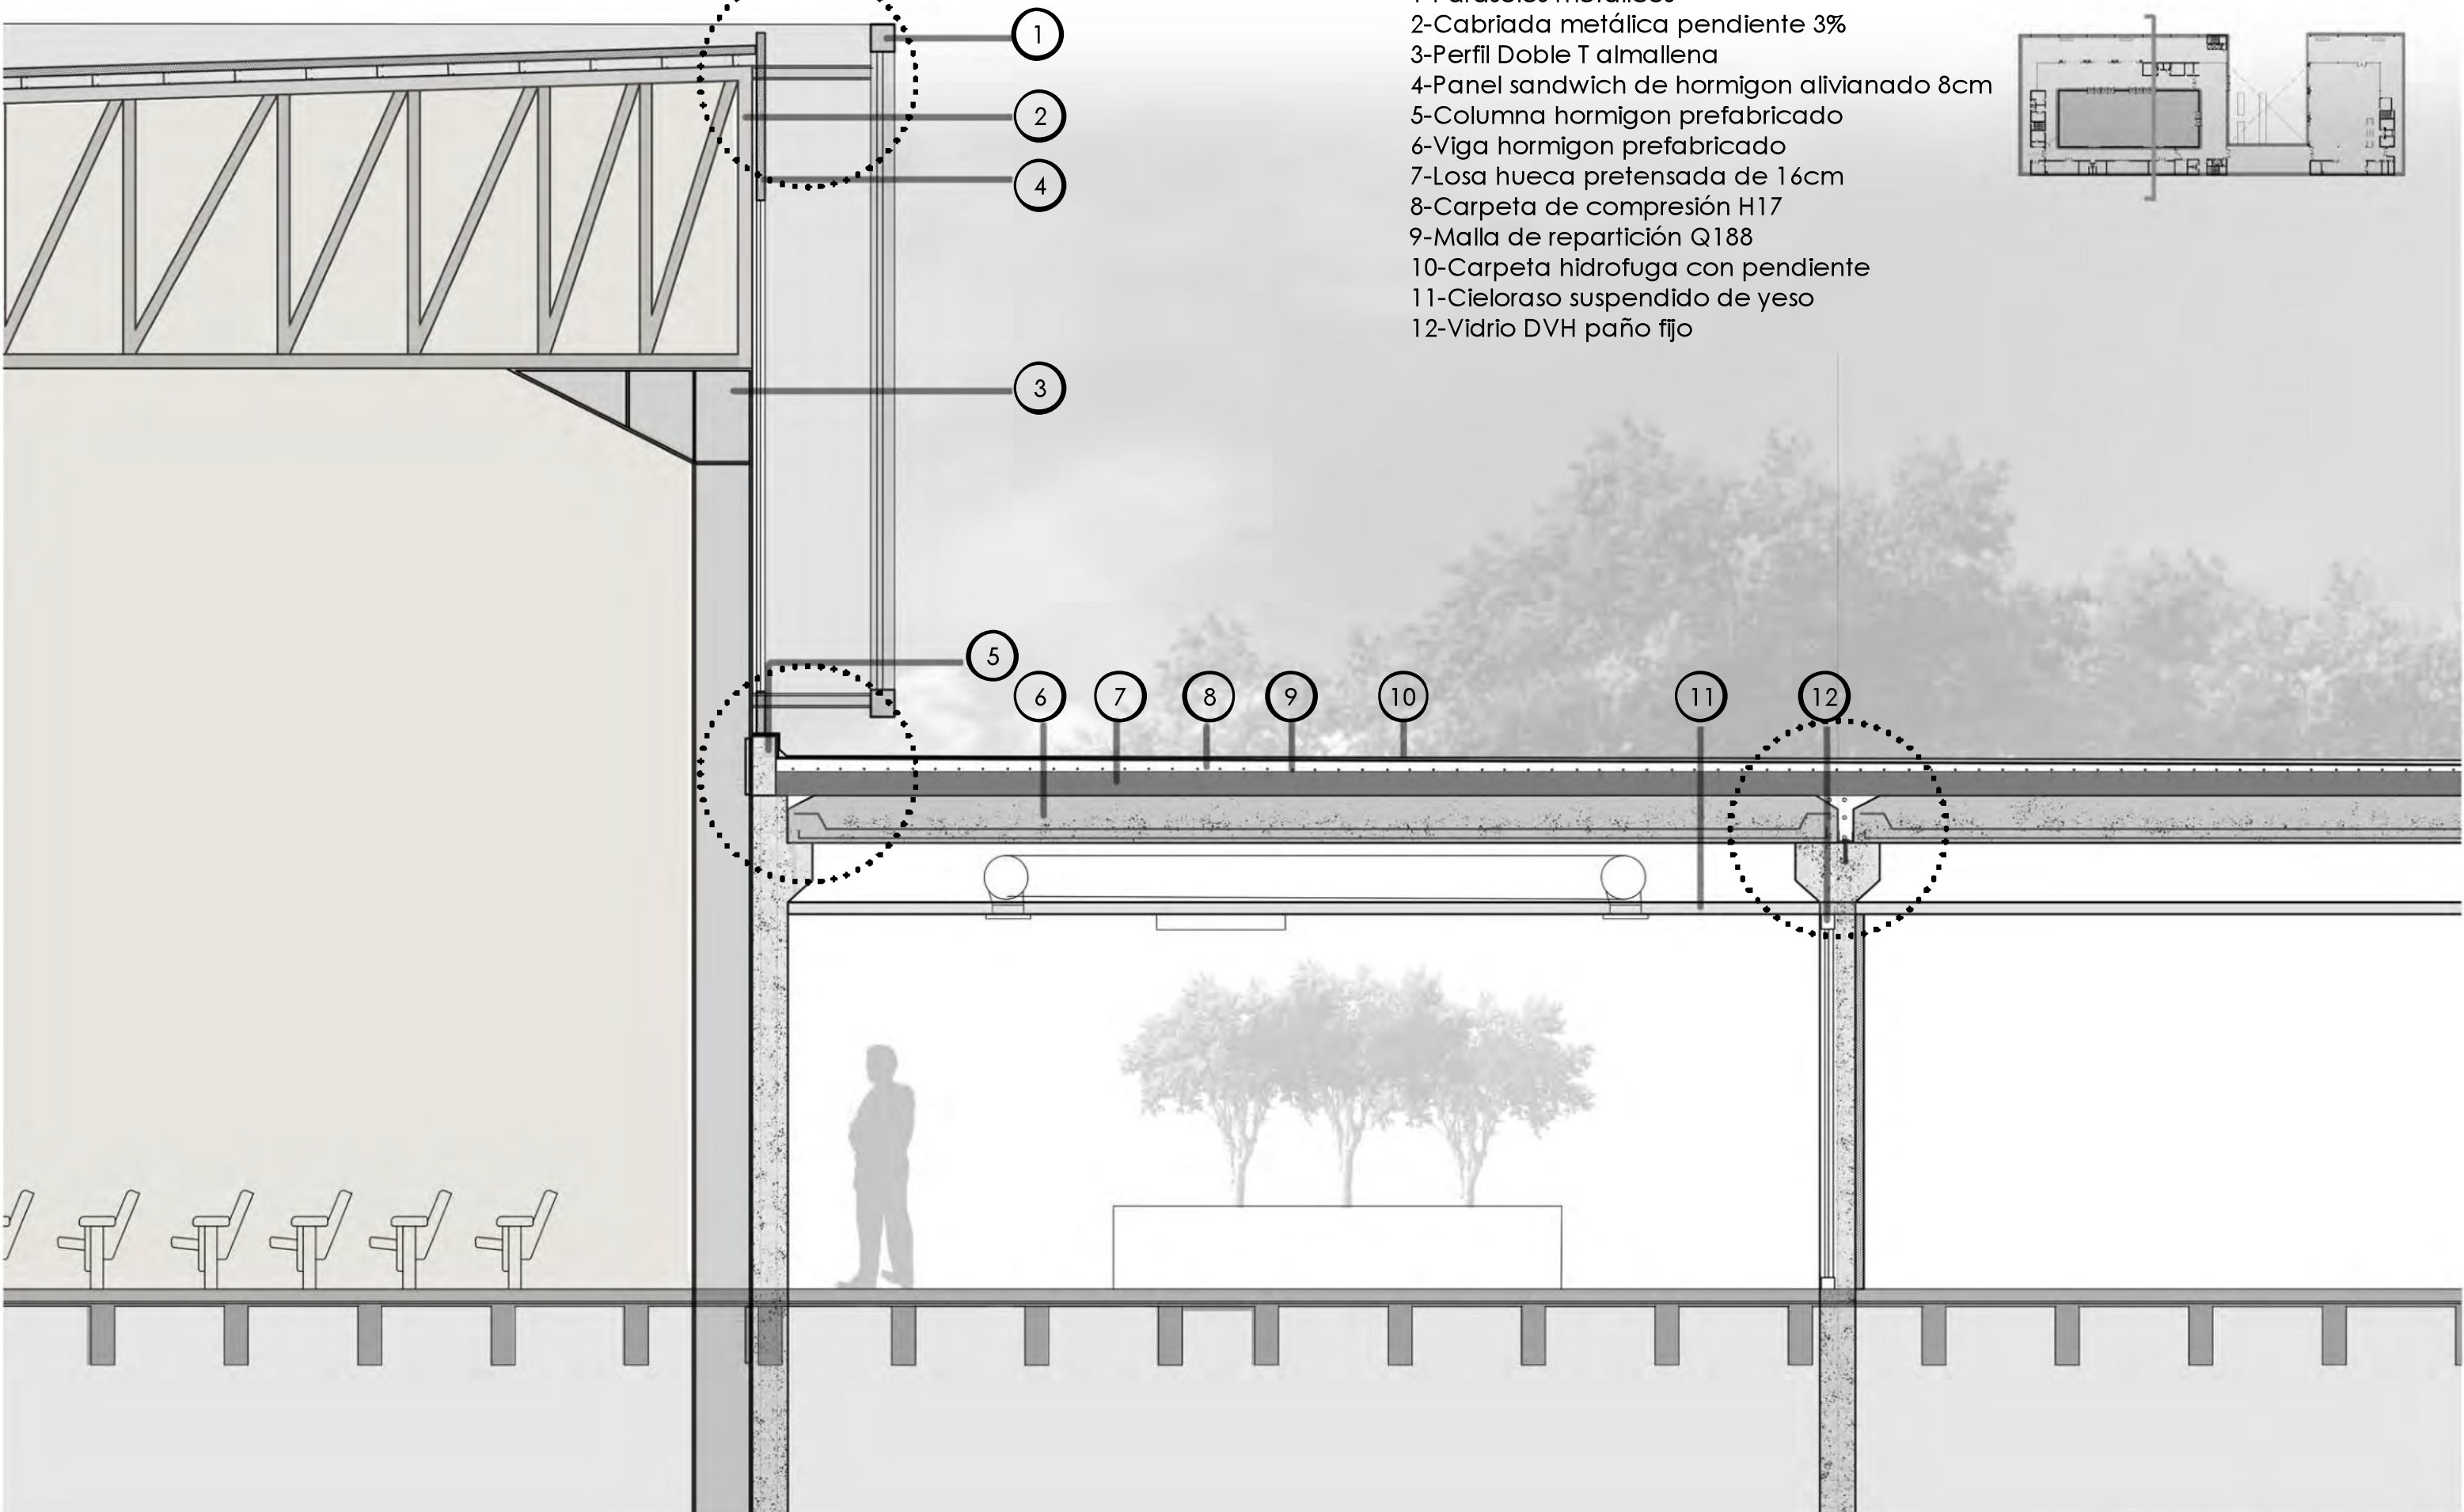 1-Parasoles metálicos
2-Cabriada metálica pendiente 3%
3-Perfil Doble T almallena
4-Panel sandwich de hormigon alivianado 8cm
5-Columna hormigon prefabricado
6-Viga hormigon prefabricado
7-Losa hueca pretensada de 16cm
8-Carpeta de compresión H17
9-Malla de repartición Q188
10-Carpeta hidrofuga con pendiente
11-Cieloraso suspendido de yeso
12-Vidrio DVH paño fijo
1
2
4
3
5
6 7 8 9 10 11 12